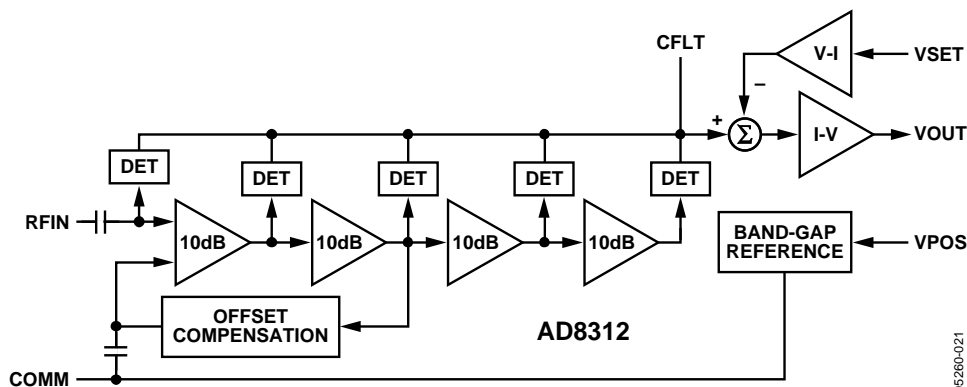 CFLT
V-I
VSET
–
+
Σ
I-V
VOUT
DET
DET
DET
DET
DET
RFIN
10dB
10dB
10dB
10dB
BAND-GAP
REFERENCE
VPOS
OFFSET
COMPENSATION
AD8312
COMM
05260-021